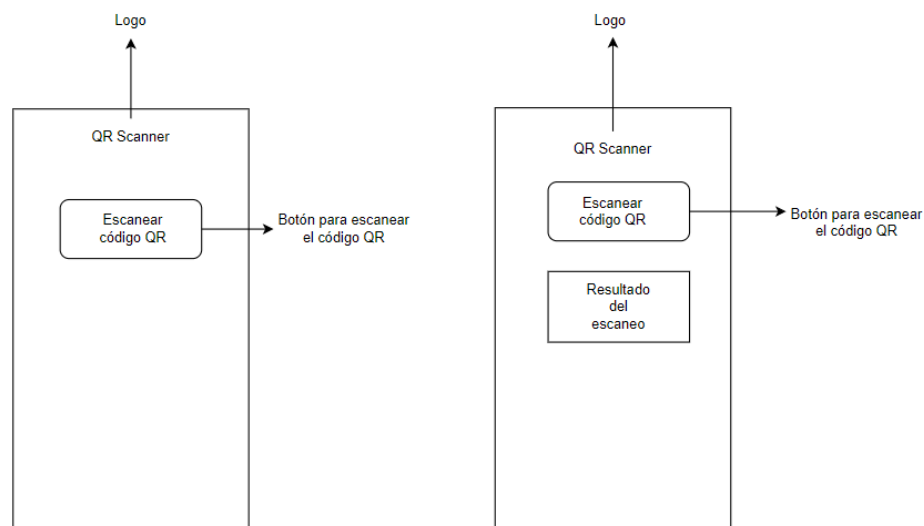 Logo
QR Scanner
Escanear
código QR
Botón para escanear
el código QR
Logo
QR Scanner
Escanear
código QR
Botón para escanear
el código QR
Resultado
del
escaneo